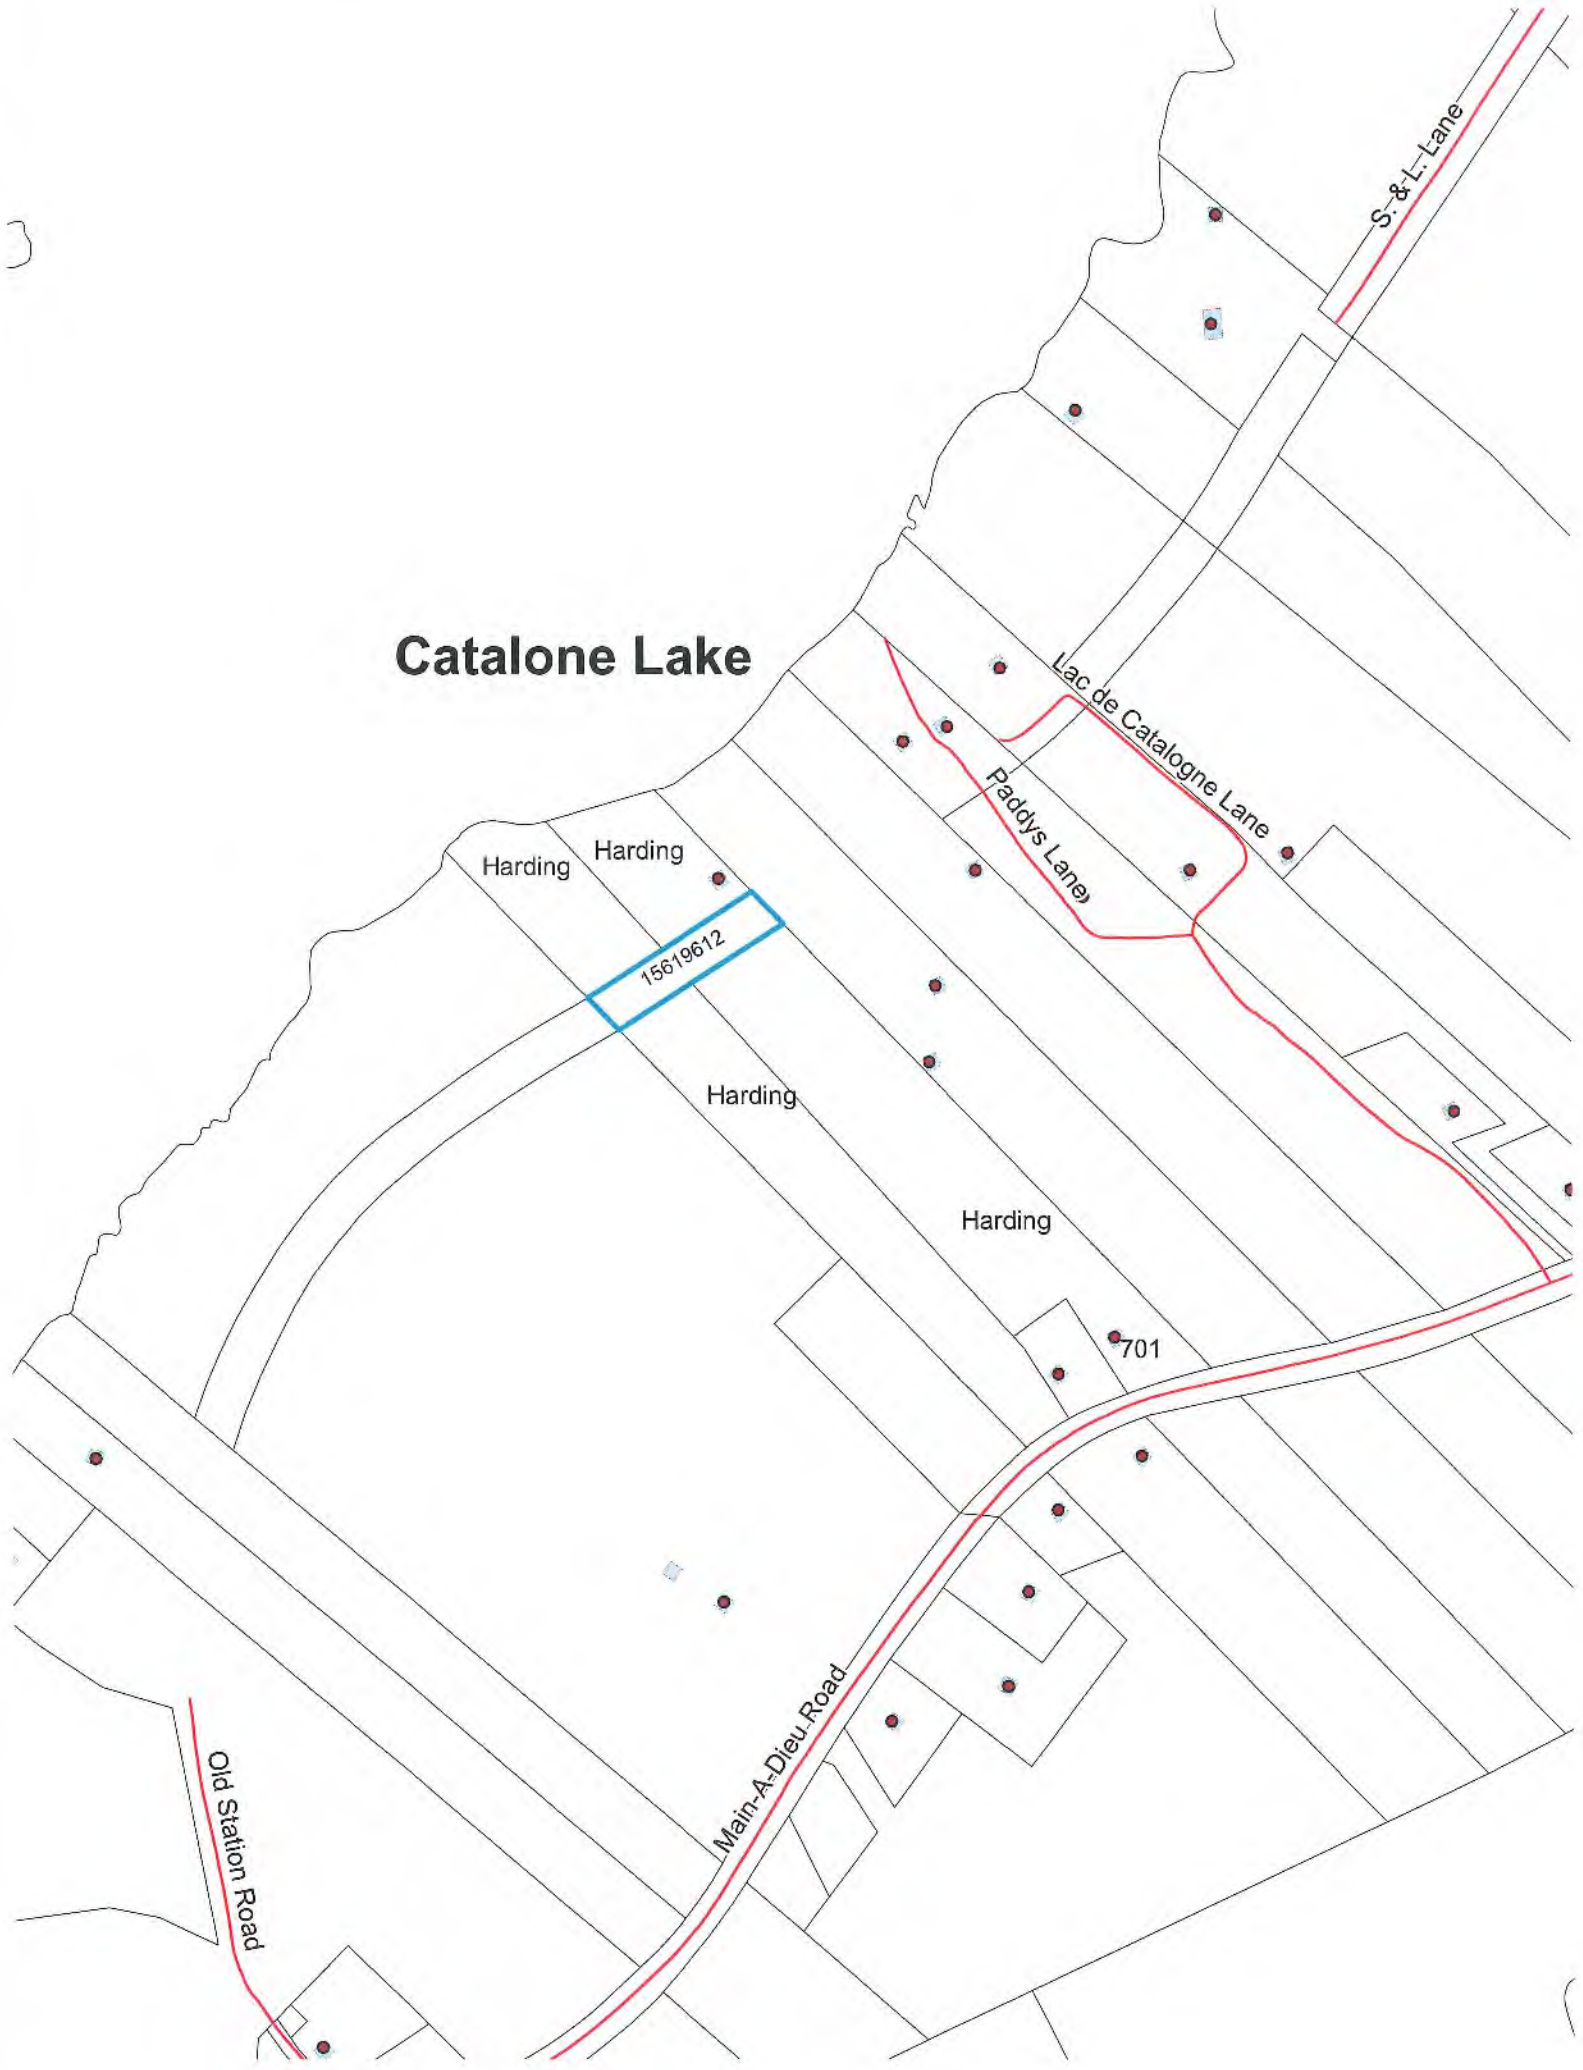 S. & L. Lane
Catalone Lake
Lac de Catalogne Lane
Paddys Lane
Harding
Harding
15619612
Harding
Harding
701
Main-A-Dieu Road
Old Station Road